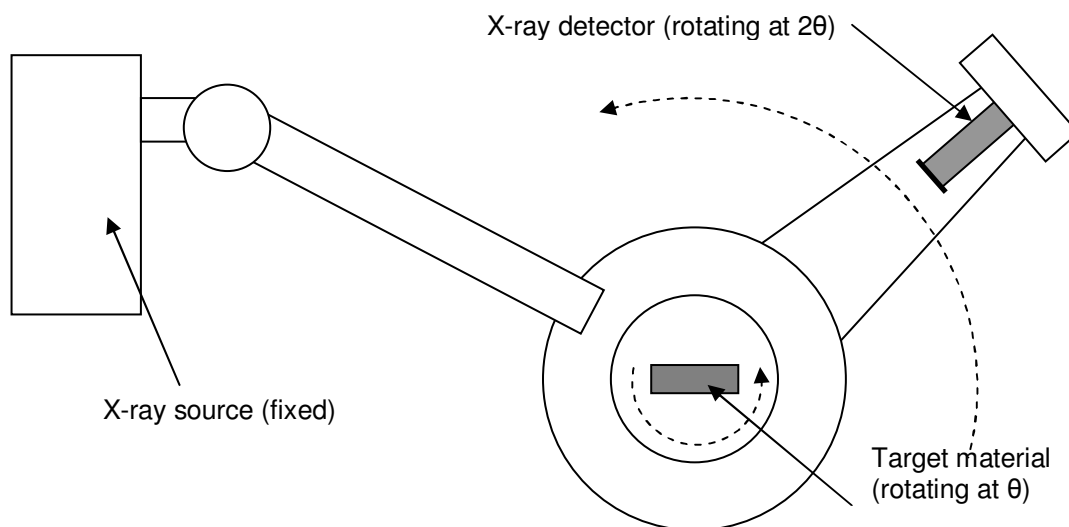 X-ray detector (rotating at 2θ)
X-ray source (fixed)
Target material
(rotating at θ)